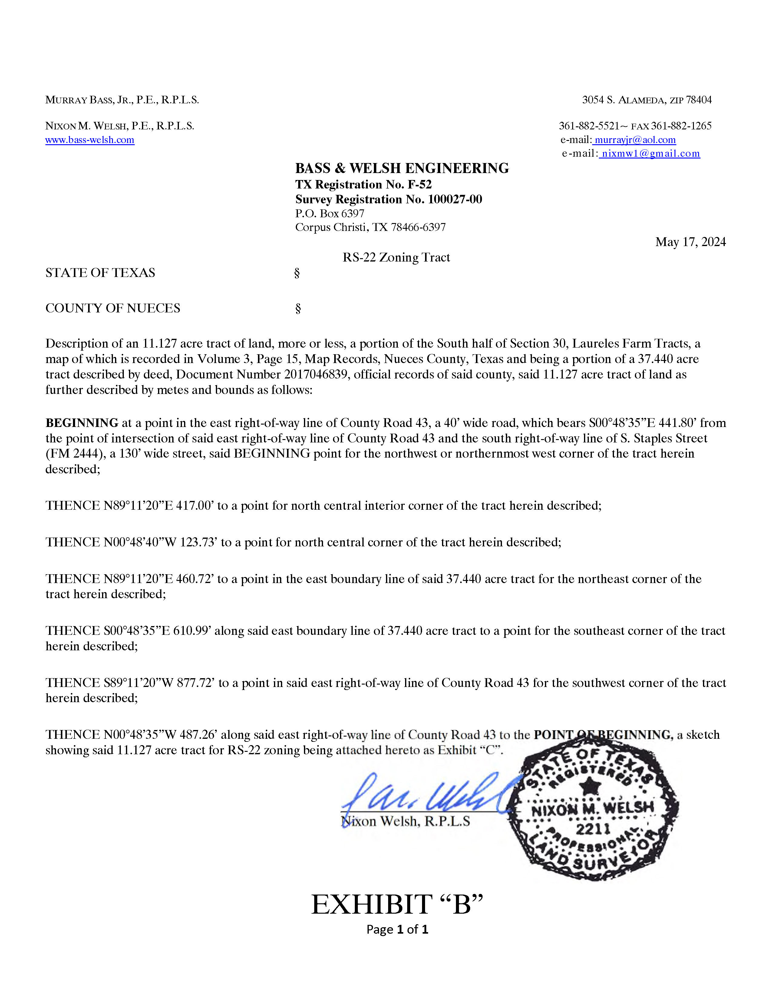 MURRAY BASS, JR., P.E., R.P.L.S. 3054 S. ALAMEDA, ZIP 78404
NIXON M. WELSH, P.E., R.P.L.S. 361-882-5521~ FAX 361-882-1265
www.bass-welsh.com e-mail: murrayjr@aol.com
e-mail: nixmw1@gmail.com
BASS & WELSH ENGINEERING
TX Registration No. F-52
Survey Registration No. 100027-00
P.O. Box 6397
Corpus Christi, TX 78466-6397
May 17, 2024
RS-22 Zoning Tract
STATE OF TEXAS §
COUNTY OF NUECES §
Description of an 11.127 acre tract of land, more or less, a portion of the South half of Section 30, Laureles Farm Tracts, a
map of which is recorded in Volume 3, Page 15, Map Records, Nueces County, Texas and being a portion of a 37.440 acre
tract described by deed, Document Number 2017046839, official records of said county, said 11.127 acre tract of land as
further described by metes and bounds as follows:
BEGINNING at a point in the east right-of-way line of County Road 43, a 40’ wide road, which bears S00°48’35”E 441.80’ from
the point of intersection of said east right-of-way line of County Road 43 and the south right-of-way line of S. Staples Street
(FM 2444), a 130’ wide street, said BEGINNING point for the northwest or northernmost west corner of the tract herein
described;
THENCE N89°11’20”E 417.00’ to a point for north central interior corner of the tract herein described;
THENCE N00°48’40”W 123.73’ to a point for north central corner of the tract herein described;
THENCE N89°11’20”E 460.72’ to a point in the east boundary line of said 37.440 acre tract for the northeast corner of the
tract herein described;
THENCE S00°48’35”E 610.99’ along said east boundary line of 37.440 acre tract to a point for the southeast corner of the tract
herein described;
THENCE S89°11’20”W 877.72’ to a point in said east right-of-way line of County Road 43 for the southwest corner of the tract
herein described;
THENCE N00°48’35”W 487.26’ along said east right-of-way line of County Road 43 to the POINT OF BEGINNING, a sketch
showing said 11.127 acre tract for RS-22 zoning being attached hereto as Exhibit “C”.
Nixon Welsh, R.P.L.S
STATE OF TEXAS
REGISTERED
NIXON M. WELSH
2211
PROFESSIONAL
LAND SURVEYOR
EXHIBIT “B”
Page 1 of 1